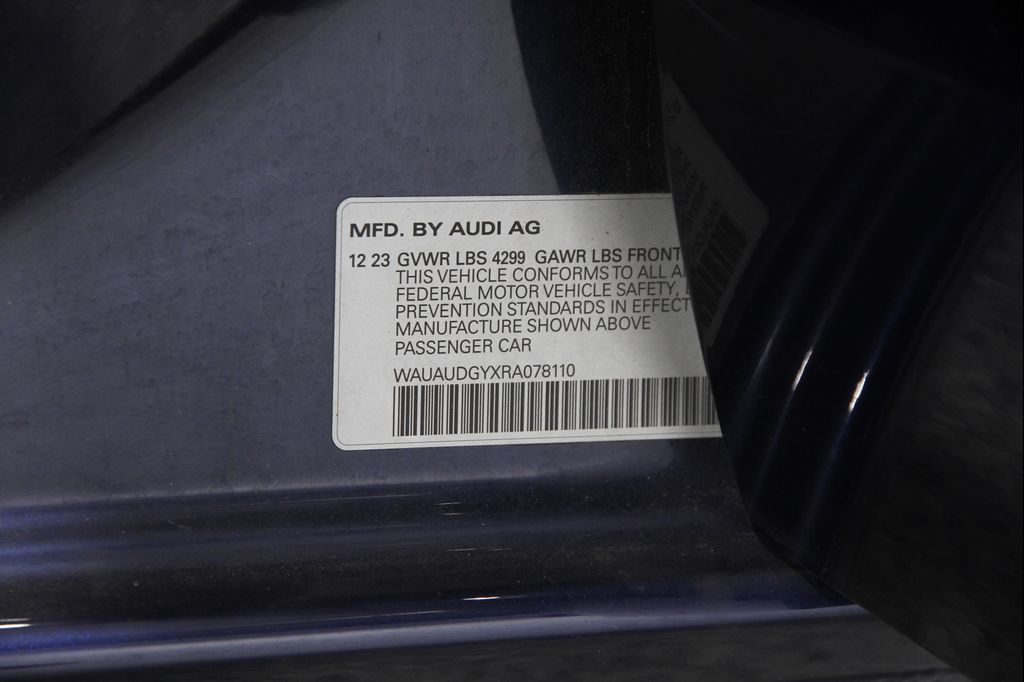 MFD. BY AUDI AG
12 23 GVWR LBS 4299 GAWR LBS FRONT
THIS VEHICLE CONFORMS TO ALL A
FEDERAL MOTOR VEHICLE SAFETY,
PREVENTION STANDARDS IN EFFECT
MANUFACTURE SHOWN ABOVE
PASSENGER CAR
WAUAUDGYXRA078110